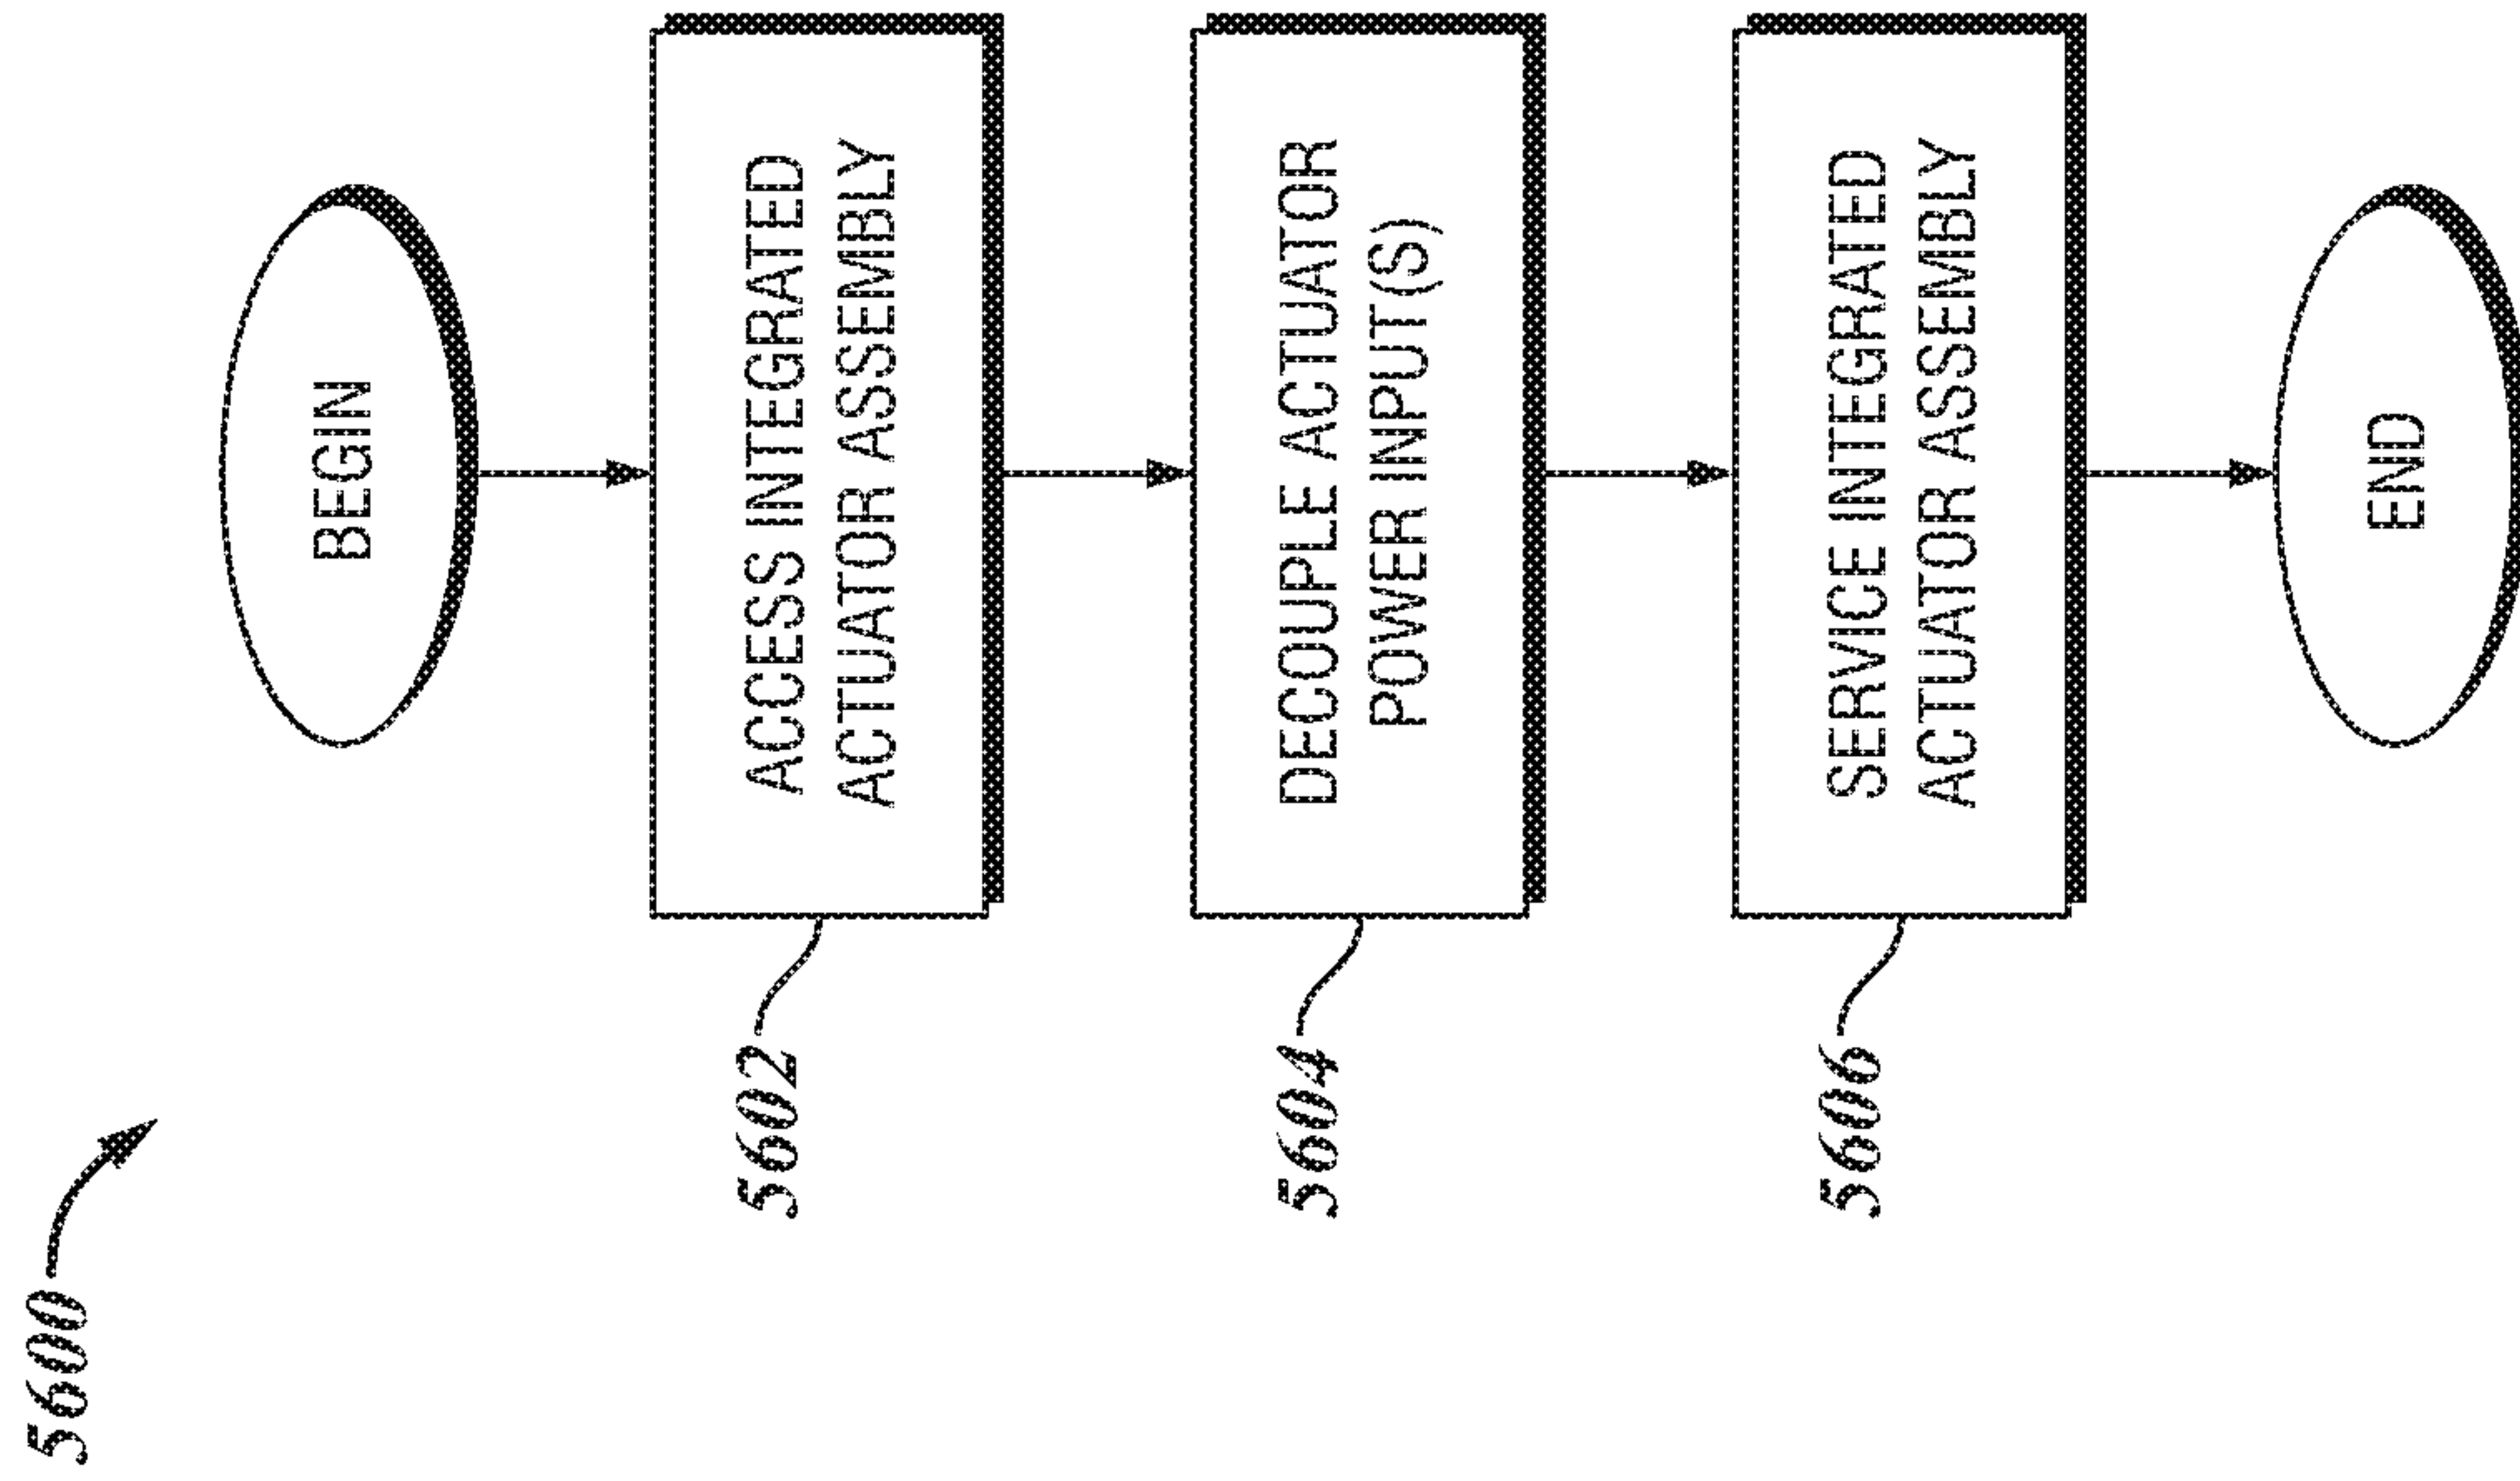 5600
BEGIN
5602
ACCESS INTEGRATED
ACTUATOR ASSEMBLY
5604
DECOUPLE ACTUATOR
POWER INPUT(S)
5606
SERVICE INTEGRATED
ACTUATOR ASSEMBLY
END